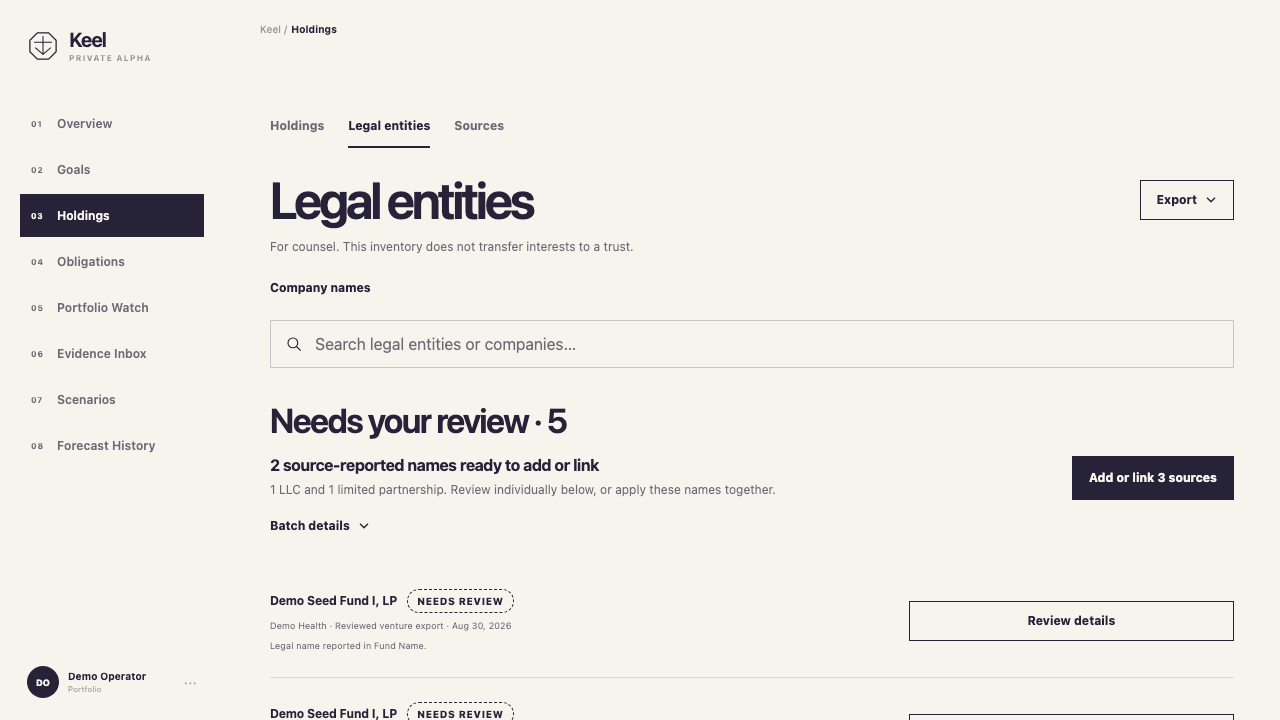 Keel
PRIVATE ALPHA
01 Overview
02 Goals
03 Holdings
04 Obligations
05 Portfolio Watch
06 Evidence Inbox
07 Scenarios
08 Forecast History
DO
Demo Operator
Portfolio
...
Keel / Holdings
Holdings Legal entities Sources
Legal entities
Export
For counsel. This inventory does not transfer interests to a trust.
Company names
Search legal entities or companies...
Needs your review · 5
2 source-reported names ready to add or link
1 LLC and 1 limited partnership. Review individually below, or apply these names together.
Add or link 3 sources
Batch details
Demo Seed Fund I, LP NEEDS REVIEW
Demo Health · Reviewed venture export · Aug 30, 2026
Legal name reported in Fund Name.
Review details
Demo Seed Fund I, LP NEEDS REVIEW